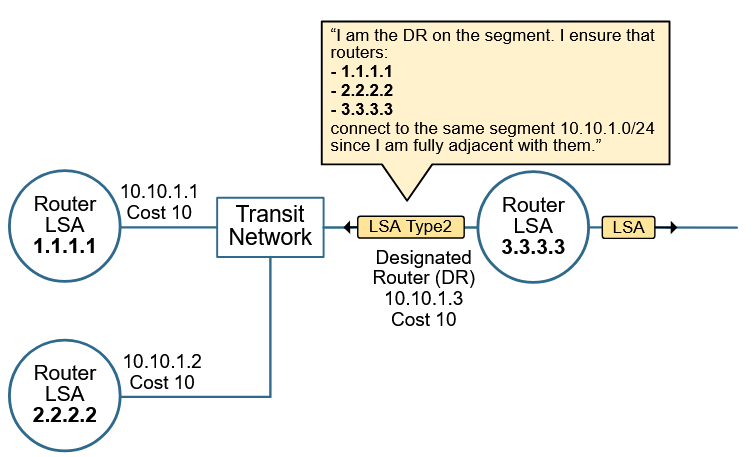 “I am the DR on the segment. I ensure that
routers:
- 1.1.1.1
- 2.2.2.2
- 3.3.3.3
connect to the same segment 10.10.1.0/24
since I am fully adjacent with them.”
Router
LSA
1.1.1.1
10.10.1.1
Cost 10
Transit
Network
LSA Type2
Router
LSA
3.3.3.3
LSA
Designated
Router (DR)
10.10.1.3
Cost 10
Router
LSA
2.2.2.2
10.10.1.2
Cost 10